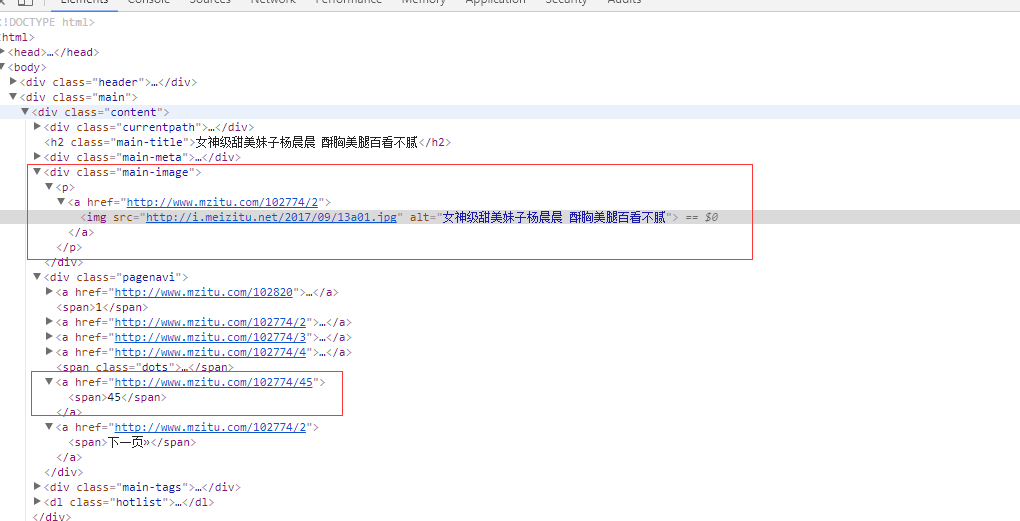 Elements Console Sources Network Performance Memory Application Security Audits
<!DOCTYPE html>
html>
▶<head>…</head>
▼<body>
▶<div class="header">…</div>
▼<div class="main">
▼<div class="content">
▶<div class="currentpath">…</div>
<h2 class="main-title">女神级甜美妹子杨晨晨 酥胸美腿百看不腻</h2>
▶<div class="main-meta">…</div>
▼<div class="main-image">
▼<p>
▼<a href="http://www.mzitu.com/102774/2">
<img src="http://i.meizitu.net/2017/09/13a01.jpg" alt="女神级甜美妹子杨晨晨 酥胸美腿百看不腻"> == $0
</a>
</p>
</div>
▼<div class="pagenavi">
▶<a href="http://www.mzitu.com/102820">…</a>
<span>1</span>
▶<a href="http://www.mzitu.com/102774/2">…</a>
▶<a href="http://www.mzitu.com/102774/3">…</a>
▶<a href="http://www.mzitu.com/102774/4">…</a>
<span class="dots">…</span>
▼<a href="http://www.mzitu.com/102774/45">
<span>45</span>
</a>
▼<a href="http://www.mzitu.com/102774/2">
<span>下一页»</span>
</a>
</div>
▶<div class="main-tags">…</div>
▶<dl class="hotlist">…</dl>
</div>